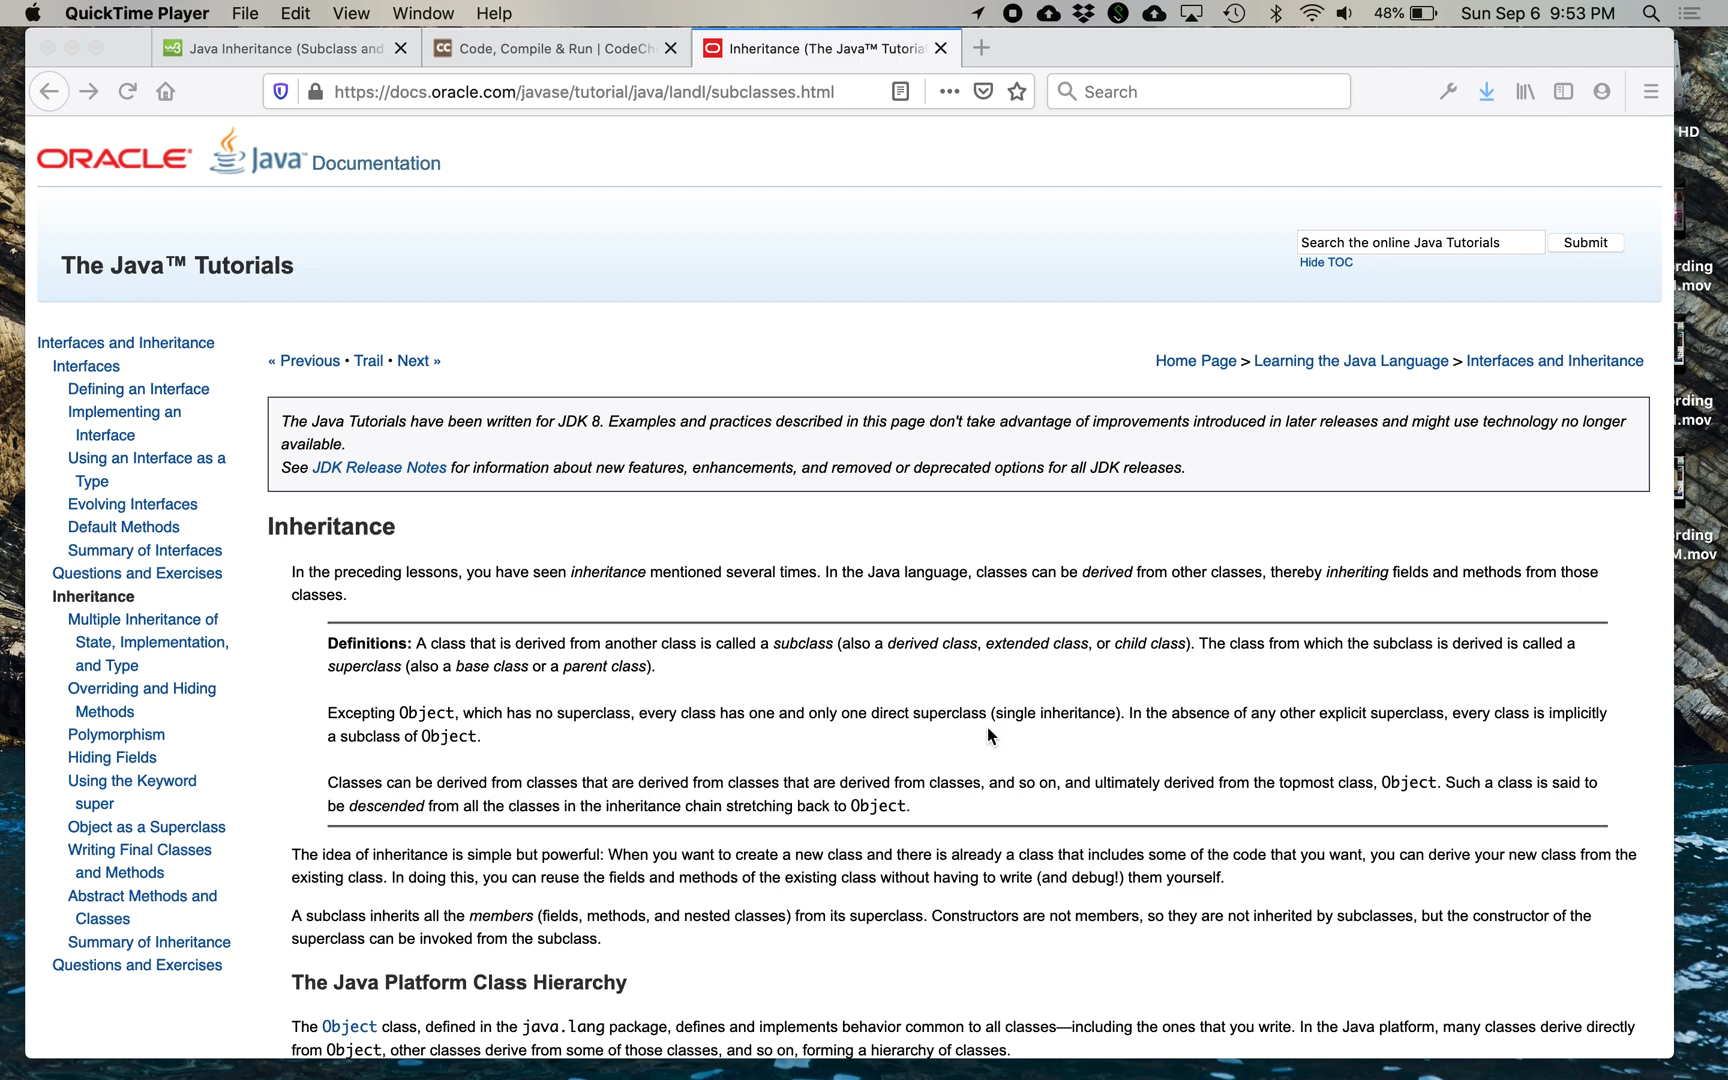 QuickTime Player File Edit View Window Help 48% Sun Sep 6 9:53 PM
Java Inheritance (Subclass and
Code, Compile & Run | CodeCh
Inheritance (The Java™ Tutorial
https://docs.oracle.com/javase/tutorial/java/IandI/subclasses.html
Search
HD
ORACLE Java Documentation
The Java™ Tutorials
Search the online Java Tutorials
Submit
Hide TOC
rding
.mov
rding
.mov
rding
M.mov
Interfaces and Inheritance
Interfaces
Defining an Interface
Implementing an
Interface
Using an Interface as a
Type
Evolving Interfaces
Default Methods
Summary of Interfaces
Questions and Exercises
Inheritance
Multiple Inheritance of
State, Implementation,
and Type
Overriding and Hiding
Methods
Polymorphism
Hiding Fields
Using the Keyword
super
Object as a Superclass
Writing Final Classes
and Methods
Abstract Methods and
Classes
Summary of Inheritance
Questions and Exercises
« Previous • Trail • Next »
Home Page > Learning the Java Language > Interfaces and Inheritance
The Java Tutorials have been written for JDK 8. Examples and practices described in this page don't take advantage of improvements introduced in later releases and might use technology no longer
available.
See JDK Release Notes for information about new features, enhancements, and removed or deprecated options for all JDK releases.
Inheritance
In the preceding lessons, you have seen inheritance mentioned several times. In the Java language, classes can be derived from other classes, thereby inheriting fields and methods from those
classes.
Definitions: A class that is derived from another class is called a subclass (also a derived class, extended class, or child class). The class from which the subclass is derived is called a
superclass (also a base class or a parent class).
Excepting Object, which has no superclass, every class has one and only one direct superclass (single inheritance). In the absence of any other explicit superclass, every class is implicitly
a subclass of Object.
Classes can be derived from classes that are derived from classes that are derived from classes, and so on, and ultimately derived from the topmost class, Object. Such a class is said to
be descended from all the classes in the inheritance chain stretching back to Object.
The idea of inheritance is simple but powerful: When you want to create a new class and there is already a class that includes some of the code that you want, you can derive your new class from the
existing class. In doing this, you can reuse the fields and methods of the existing class without having to write (and debug!) them yourself.
A subclass inherits all the members (fields, methods, and nested classes) from its superclass. Constructors are not members, so they are not inherited by subclasses, but the constructor of the
superclass can be invoked from the subclass.
The Java Platform Class Hierarchy
The Object class, defined in the java.lang package, defines and implements behavior common to all classes—including the ones that you write. In the Java platform, many classes derive directly
from Object, other classes derive from some of those classes, and so on, forming a hierarchy of classes.